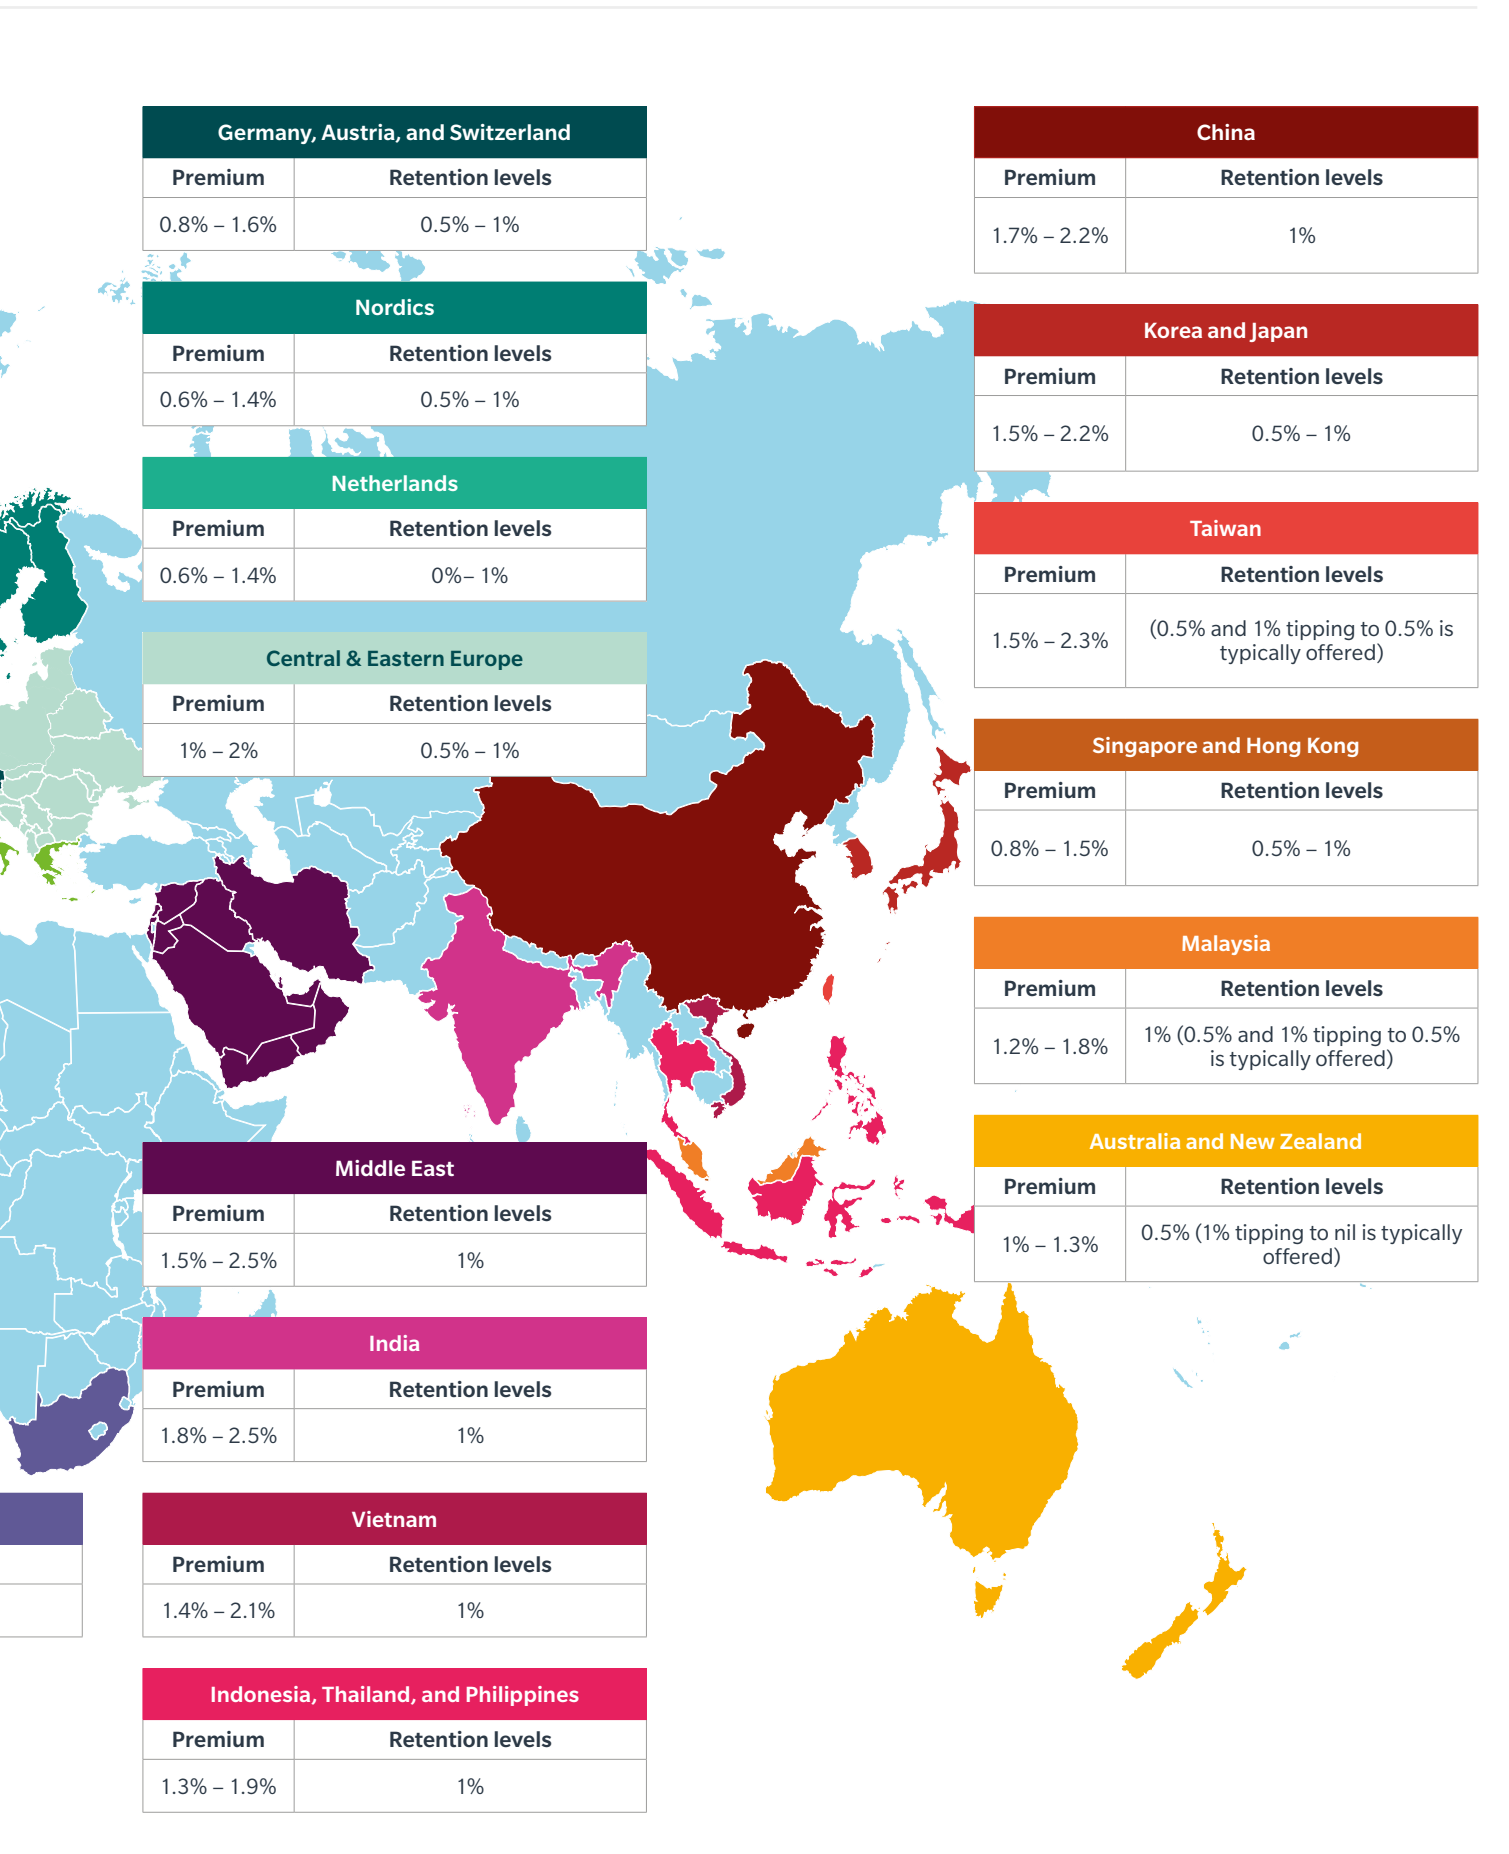 Germany, Austria, and Switzerland
Premium Retention levels
0.8% – 1.6% 0.5% – 1%
Nordics
Premium Retention levels
0.6% – 1.4% 0.5% – 1%
Netherlands
Premium Retention levels
0.6% – 1.4% 0%– 1%
Central & Eastern Europe
Premium Retention levels
1% – 2% 0.5% – 1%
Middle East
Premium Retention levels
1.5% – 2.5% 1%
India
Premium Retention levels
1.8% – 2.5% 1%
Vietnam
Premium Retention levels
1.4% – 2.1% 1%
Indonesia, Thailand, and Philippines
Premium Retention levels
1.3% – 1.9% 1%
China
Premium Retention levels
1.7% – 2.2% 1%
Korea and Japan
Premium Retention levels
1.5% – 2.2% 0.5% – 1%
Taiwan
Premium Retention levels
1.5% – 2.3% (0.5% and 1% tipping to 0.5% is
typically offered)
Singapore and Hong Kong
Premium Retention levels
0.8% – 1.5% 0.5% – 1%
Malaysia
Premium Retention levels
1.2% – 1.8% 1% (0.5% and 1% tipping to 0.5%
is typically offered)
Australia and New Zealand
Premium Retention levels
1% – 1.3% 0.5% (1% tipping to nil is typically
offered)